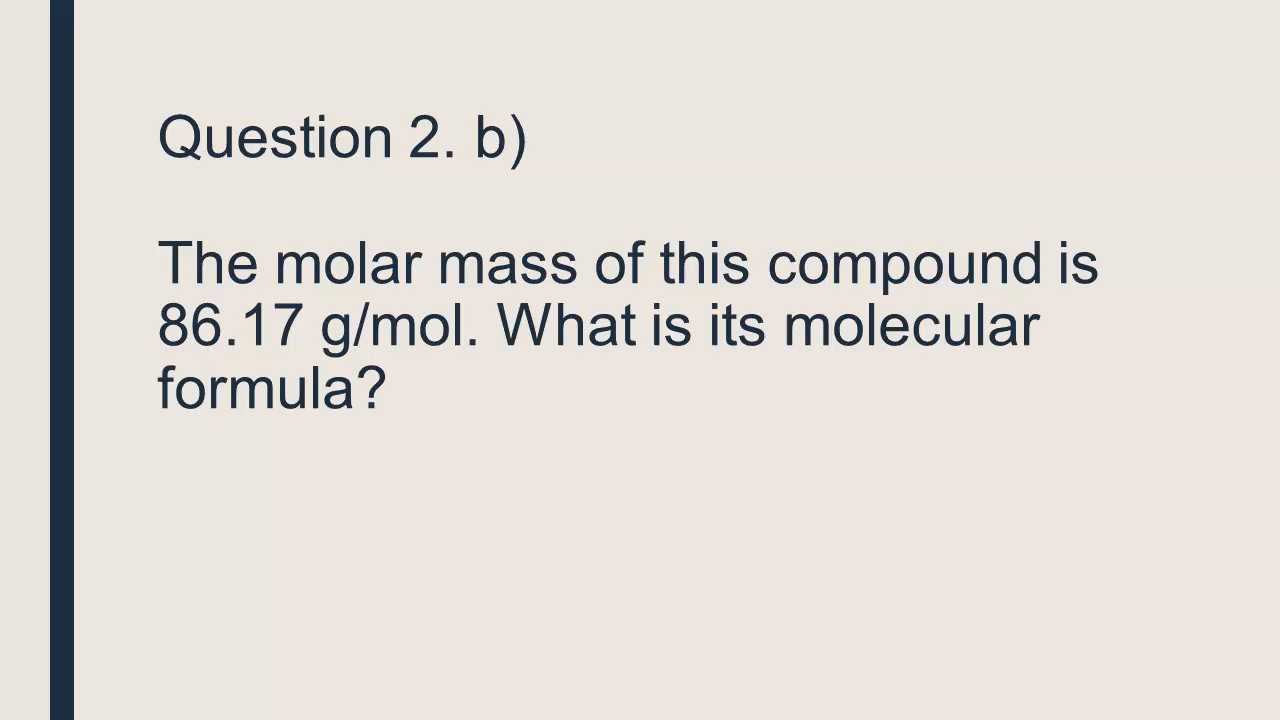 Question 2. b)
The molar mass of this compound is
86.17 g/mol. What is its molecular
formula?